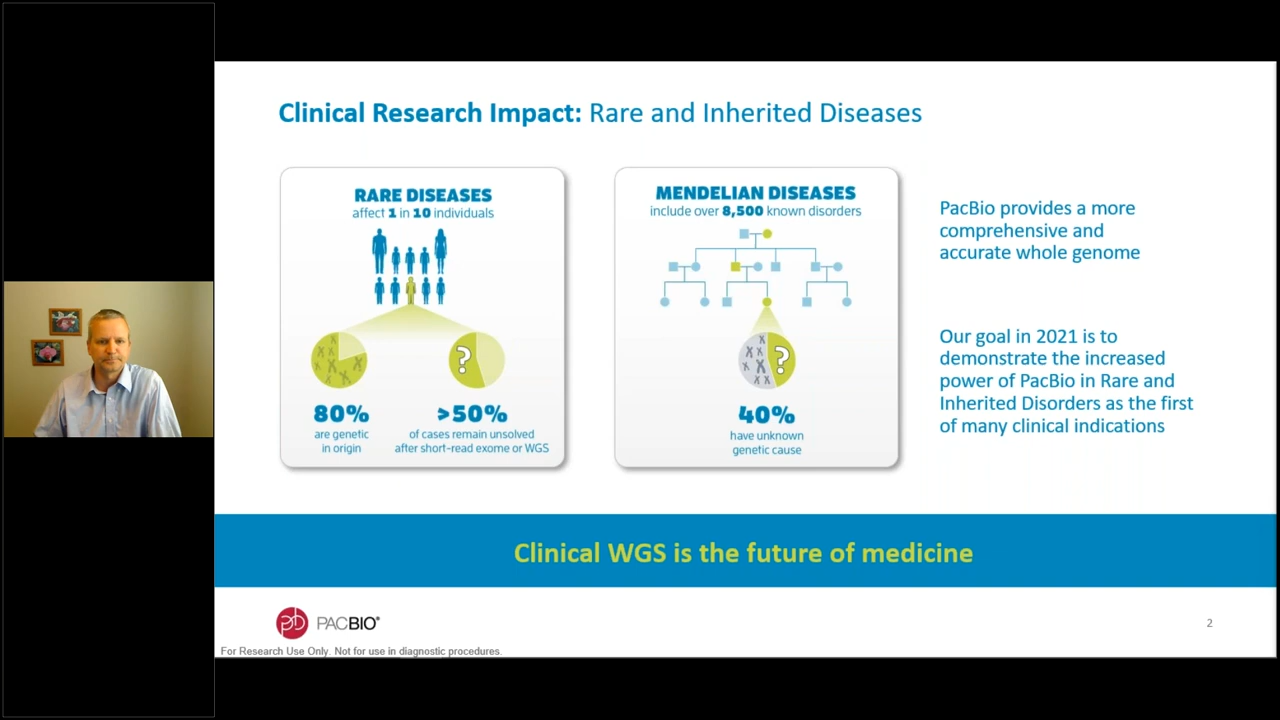 Clinical Research Impact: Rare and Inherited Diseases
RARE DISEASES
affect 1 in 10 individuals
?
80%
are genetic
in origin
>50%
of cases remain unsolved
after short-read exome or WGS
MENDELIAN DISEASES
include over 8,500 known disorders
?
40%
have unknown
genetic cause
PacBio provides a more
comprehensive and
accurate whole genome
Our goal in 2021 is to
demonstrate the increased
power of PacBio in Rare and
Inherited Disorders as the first
of many clinical indications
Clinical WGS is the future of medicine
pb PACBIO®
2
For Research Use Only. Not for use in diagnostic procedures.